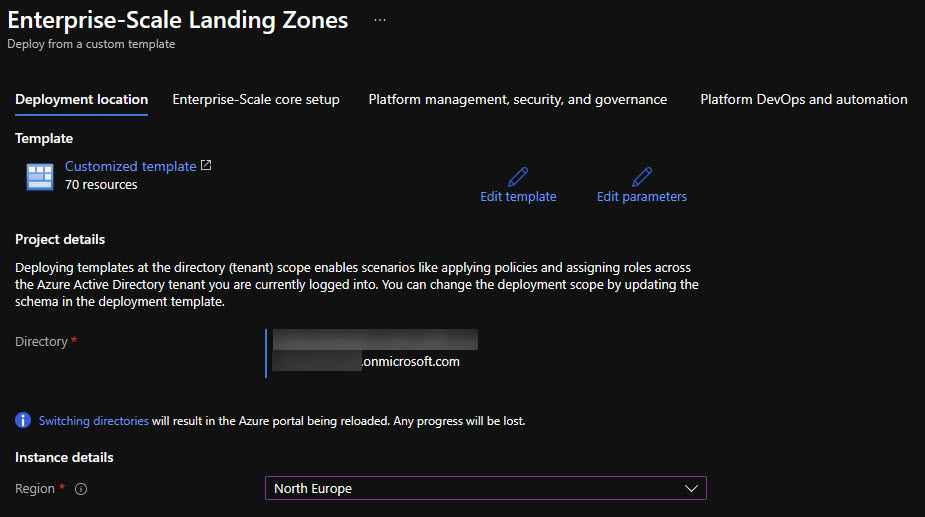 Enterprise-Scale Landing Zones ...
Deploy from a custom template
Deployment location Enterprise-Scale core setup Platform management, security, and governance Platform DevOps and automation
Template
Customized template
70 resources
Edit template Edit parameters
Project details
Deploying templates at the directory (tenant) scope enables scenarios like applying policies and assigning roles across
the Azure Active Directory tenant you are currently logged into. You can change the deployment scope by updating the
schema in the deployment template.
Directory *
.onmicrosoft.com
Switching directories will result in the Azure portal being reloaded. Any progress will be lost.
Instance details
Region * North Europe